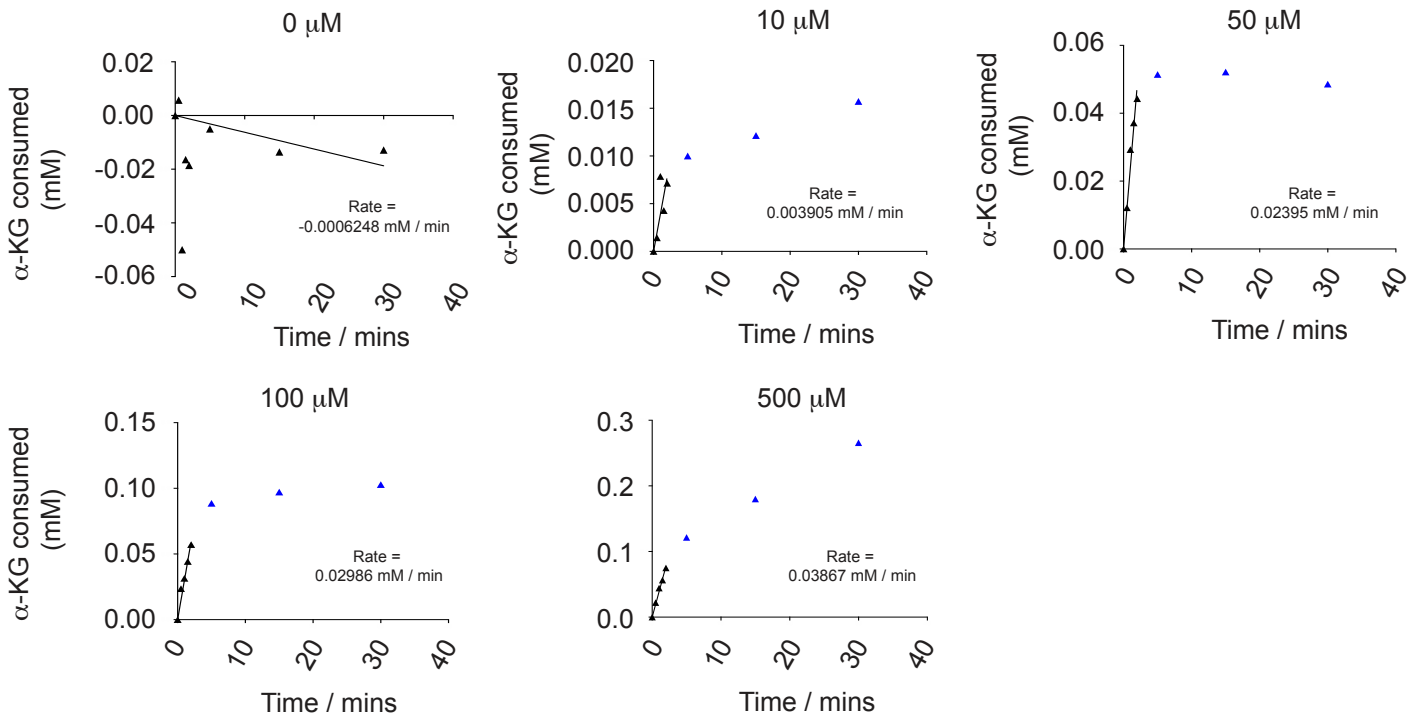 0 μM
0.02
0.00
-0.02
-0.04
-0.06
α-KG consumed
(mM)
Rate =
-0.0006248 mM / min
0
10
20
30
40
Time / mins
10 μM
0.020
0.015
0.010
0.005
0.000
α-KG consumed
(mM)
Rate =
0.003905 mM / min
0
10
20
30
40
Time / mins
50 μM
0.06
0.04
0.02
0.00
α-KG consumed
(mM)
Rate =
0.02395 mM / min
0
10
20
30
40
Time / mins
100 μM
0.15
0.10
0.05
0.00
α-KG consumed
(mM)
Rate =
0.02986 mM / min
0
10
20
30
40
Time / mins
500 μM
0.3
0.2
0.1
0.0
Rate =
0.03867 mM / min
0
10
20
30
40
Time / mins